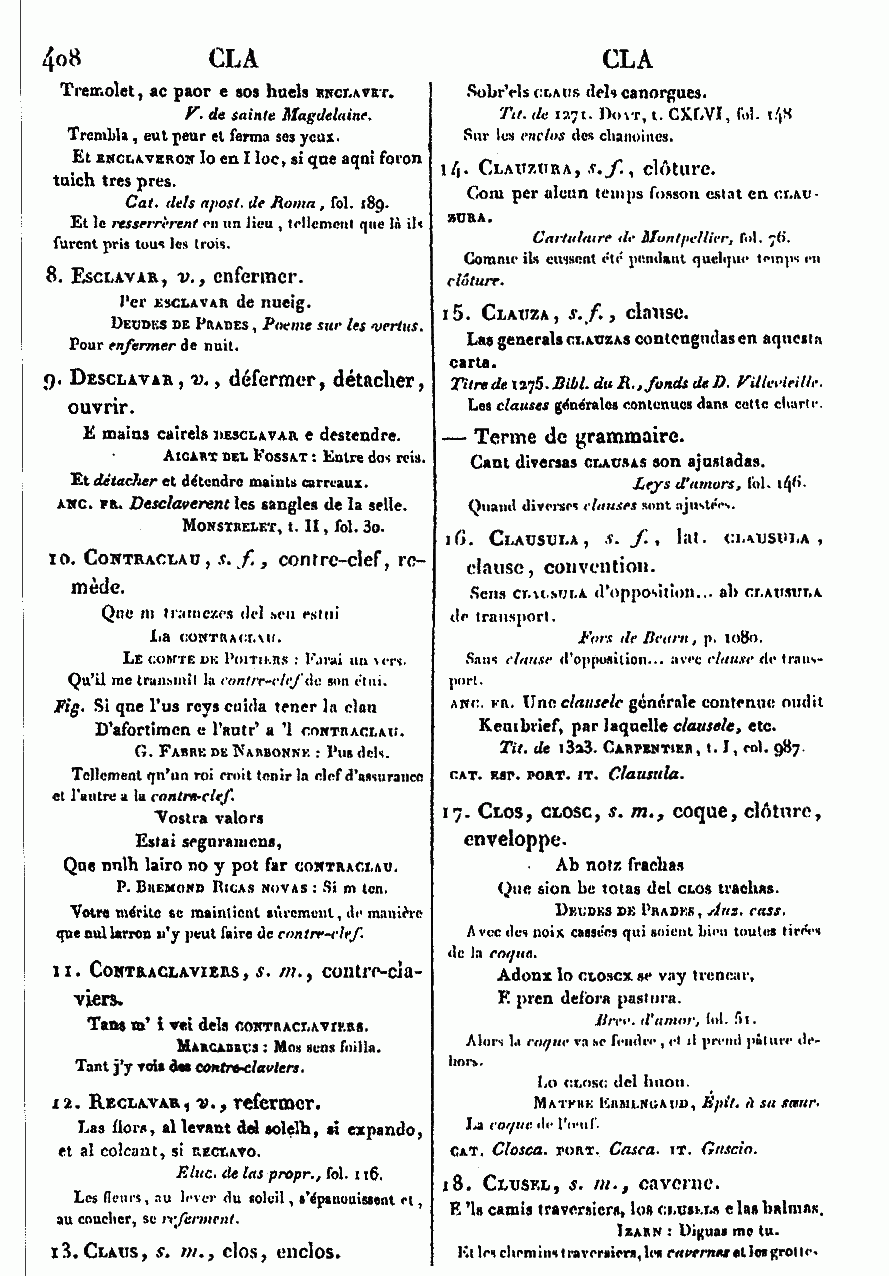 408 CLA CLA
Tremolet, ac paor e sos huels ENCLAVET.
V. de sainte Magdelaine.
Trembla, eut peur et ferma ses yeux.
Et ENCLAVERON lo en I loc, si que aqui foron
tuich tres pres.
Cat. dels apost. de Roma, fol. 189.
Et le resserrèrent en un lieu, tellement que là ils
furent pris tous les trois.
8. ESCLAVAR, v., enfermer.
Per ESCLAVAR de nueig.
DEUDES DE PRADES, Poeme sur les vertus.
Pour enfermer de nuit.
9. DESCLAVAR, v., défermer, détacher,
ouvrir.
E mains cairels DESCLAVAR e destendre.
AICART DEL FOSSAT : Entre dos reis.
Et détacher et détendre maints carreaux.
ANC. FR. Desclaverent les sangles de la selle.
MONSTRELET, t. II, fol. 30.
10. CONTRACLAU, s. f., contre-clef, re-
mède.
Que m tramezes del seu estui
La CONTRACLAU.
LE COMTE DE POITIERS : Farai un vers.
Qu'il me transmît la contre-clef de son étui.
Fig. Si que l'us reys cuida tener la clau
D'afortimen e l'autr' a 'l CONTRACLAU.
G. FABRE DE NARBONNE : Pus dels.
Tellement qu'un roi croit tenir la clef d'assurance
et l'autre a la contre-clef.
Vostra valors
Estai seguramens,
Que nulh lairo no y pot far CONTRACLAU.
P. BREMOND RICAS NOVAS : Si m ten.
Votre mérite se maintient sûrement, de manière
que nul larron n'y peut faire de contre-clef.
11. CONTRACLAVIERS, s. m., contre-cla-
viers.
Tans m' i vei dels CONTRACLAVIERS.
MARCABRUS : Mos sens foilla.
Tant j'y vois des contre-claviers.
12. RECLAVAR, v., refermer.
Las flors, al levant del solelh, si expando,
et al colcant, si RECLAVO.
Eluc. de las propr., fol. 116.
Les fleurs, au lever du soleil, s'épanouissent et,
au coucher, se referment.
13. CLAUS, s. m., clos, enclos.
Sobr'els CLAUS dels canorgues.
Tit. de 1271. DOAT, t. CXLVI, fol. 148
Sur les enclos des chanoines.
14. CLAUZURA, s. f., clôture.
Com per alcun temps fosson estat en CLAU-
ZURA.
Cartulaire de Montpellier, fol. 76.
Comme ils eussent été pendant quelque temps en
clôture.
15. CLAUZA, s. f., clause.
Las generals CLAUZAS contengudas en aquesta
carta.
Titre de 1275. Bibl. du R., fonds de D. Villevieille.
Les clauses générales contenues dans cette charte.
— Terme de grammaire.
Cant diversas CLAUSAS son ajustadas.
Leys d'amors, fol. 146.
Quand diverses clauses sont ajustées.
16. CLAUSULA, s. f., lat. CLAUSULA,
clause, convention.
Sens CLAUSULA d'opposition... ab CLAUSULA
de transport.
Fors de Bearn, p. 1080.
Sans clause d'opposition... avec clause de trans-
port.
ANC. FR. Une clausele générale contenue oudit
Kembrief, par laquelle clausele, etc.
Tit. de 1323. CARPENTIER, t. I, col. 987.
CAT. ESP. PORT. IT. Clausula.
17. CLOS, CLOSC, s. m., coque, clôture,
enveloppe.
Ab notz frachas
Que sion be totas del CLOS trachas.
DEUDES DE PRADES, Auz. cass.
Avec des noix cassées qui soient bien toutes tirées
de la coque.
Adonx lo CLOSCX se vay trencar,
E pren defora pastura.
Brev. d'amor, fol. 51.
Alors la coque va se fendre, et il prend pâture de-
hors.
Lo CLOSC del huou.
MATFRE ERMENGAUD, Epît. à sa sœur.
La coque de l'œuf.
CAT. Closca. PORT. Casca. IT. Guscio.
18. CLUSEL, s. m., caverne.
E 'ls camis traversiers, los CLUSELS e las balmas.
IZARN : Diguas me tu.
Et les chemins traversiers, les cavernes et les grottes.